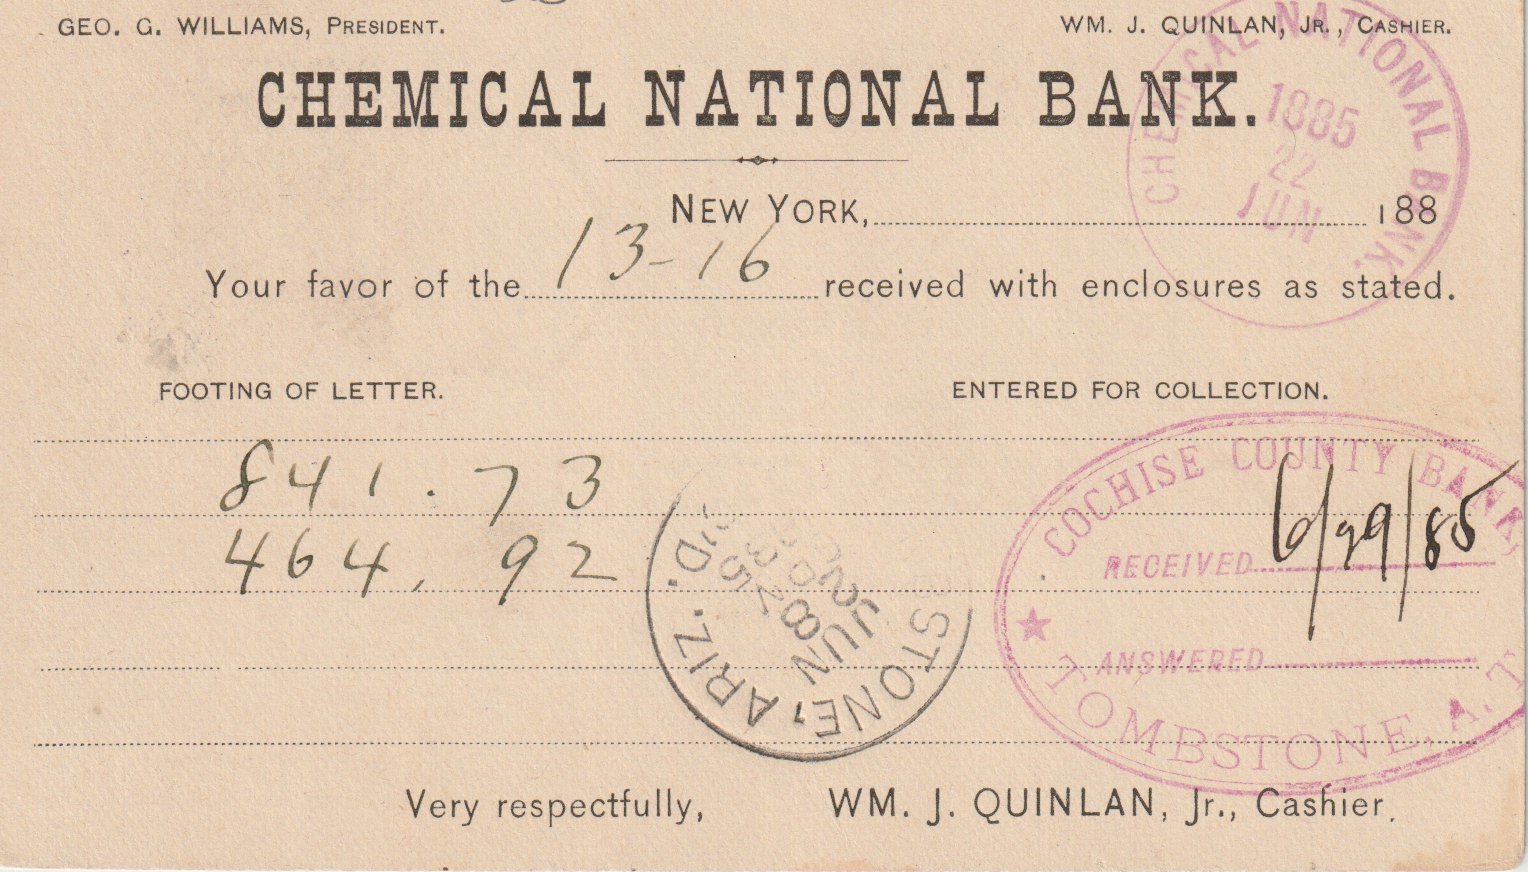 GEO. G. WILLIAMS, PRESIDENT.
WM. J. QUINLAN, JR., CASHIER.
CHEMICAL NATIONAL BANK.
CHEMICAL NATIONAL BANK.
1885
22
JUN
NEW YORK, 188
Your favor of the 13-16 received with enclosures as stated.
FOOTING OF LETTER.
ENTERED FOR COLLECTION.
841.73
464.92
STONE, ARIZ.
JUN
COCHISE COUNTY BANK,
RECEIVED 6/29/85
ANSWERED
TOMBSTONE, A.T
Very respectfully, WM. J. QUINLAN, Jr., Cashier.